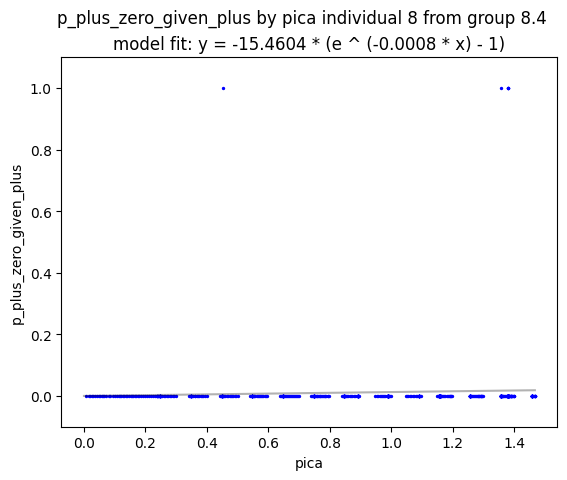 p_plus_zero_given_plus by pica individual 8 from group 8.4
model fit: y = -15.4604 * (e ^ (-0.0008 * x) - 1)
1.0
0.8
0.6
0.4
0.2
0.0
p_plus_zero_given_plus
0.0 0.2 0.4 0.6 0.8 1.0 1.2 1.4
pica